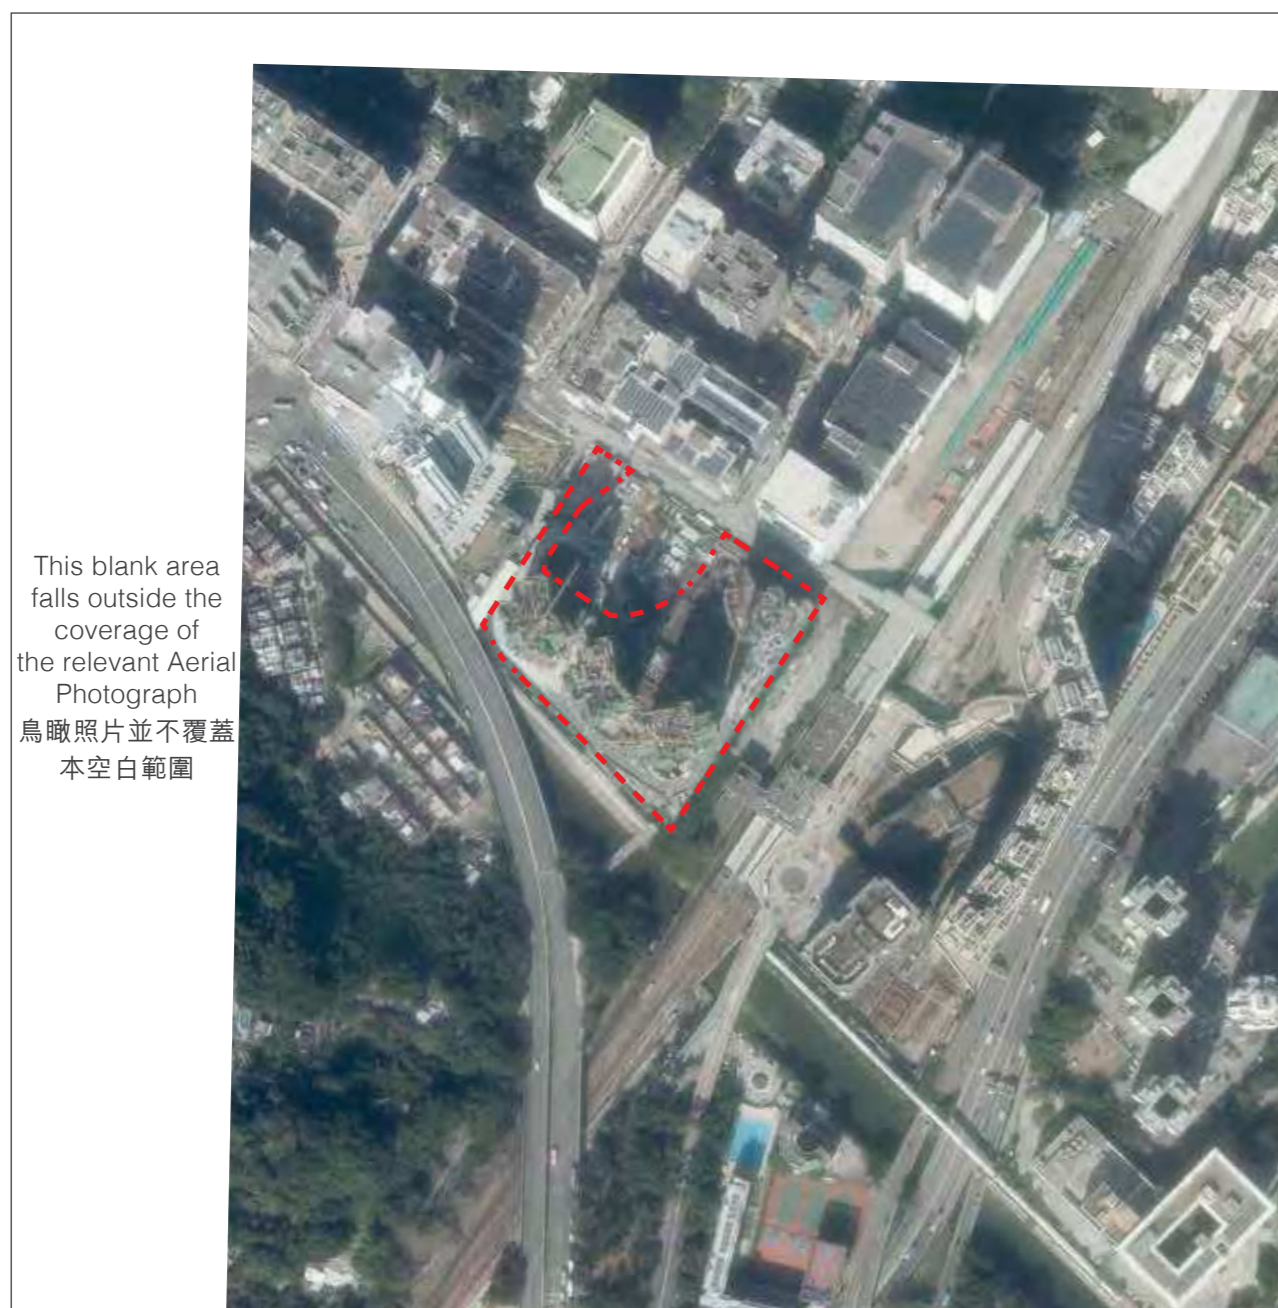 This blank area
falls outside the
coverage of
the relevant Aerial
Photograph
鳥瞰照片並不覆蓋
本空白範圍